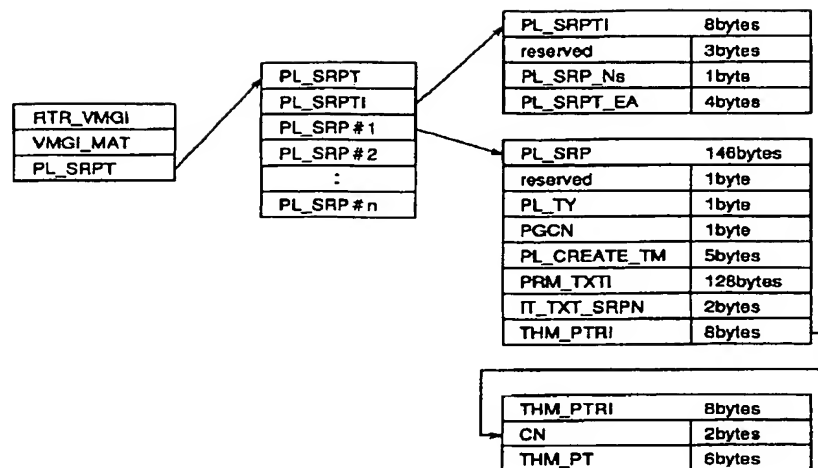 RTR_VMGI
VMGI_MAT
PL_SRPT
PL_SRPT
PL_SRPTI
PL_SRP#1
PL_SRP#2
:
PL_SRP#n
PL_SRPTI 8bytes
reserved 3bytes
PL_SRP_Ns 1byte
PL_SRPT_EA 4bytes
PL_SRP 146bytes
reserved 1byte
PL_TY 1byte
PGCN 1byte
PL_CREATE_TM 5bytes
PRM_TXTI 128bytes
IT_TXT_SRPN 2bytes
THM_PTRI 8bytes
THM_PTRI 8bytes
CN 2bytes
THM_PT 6bytes